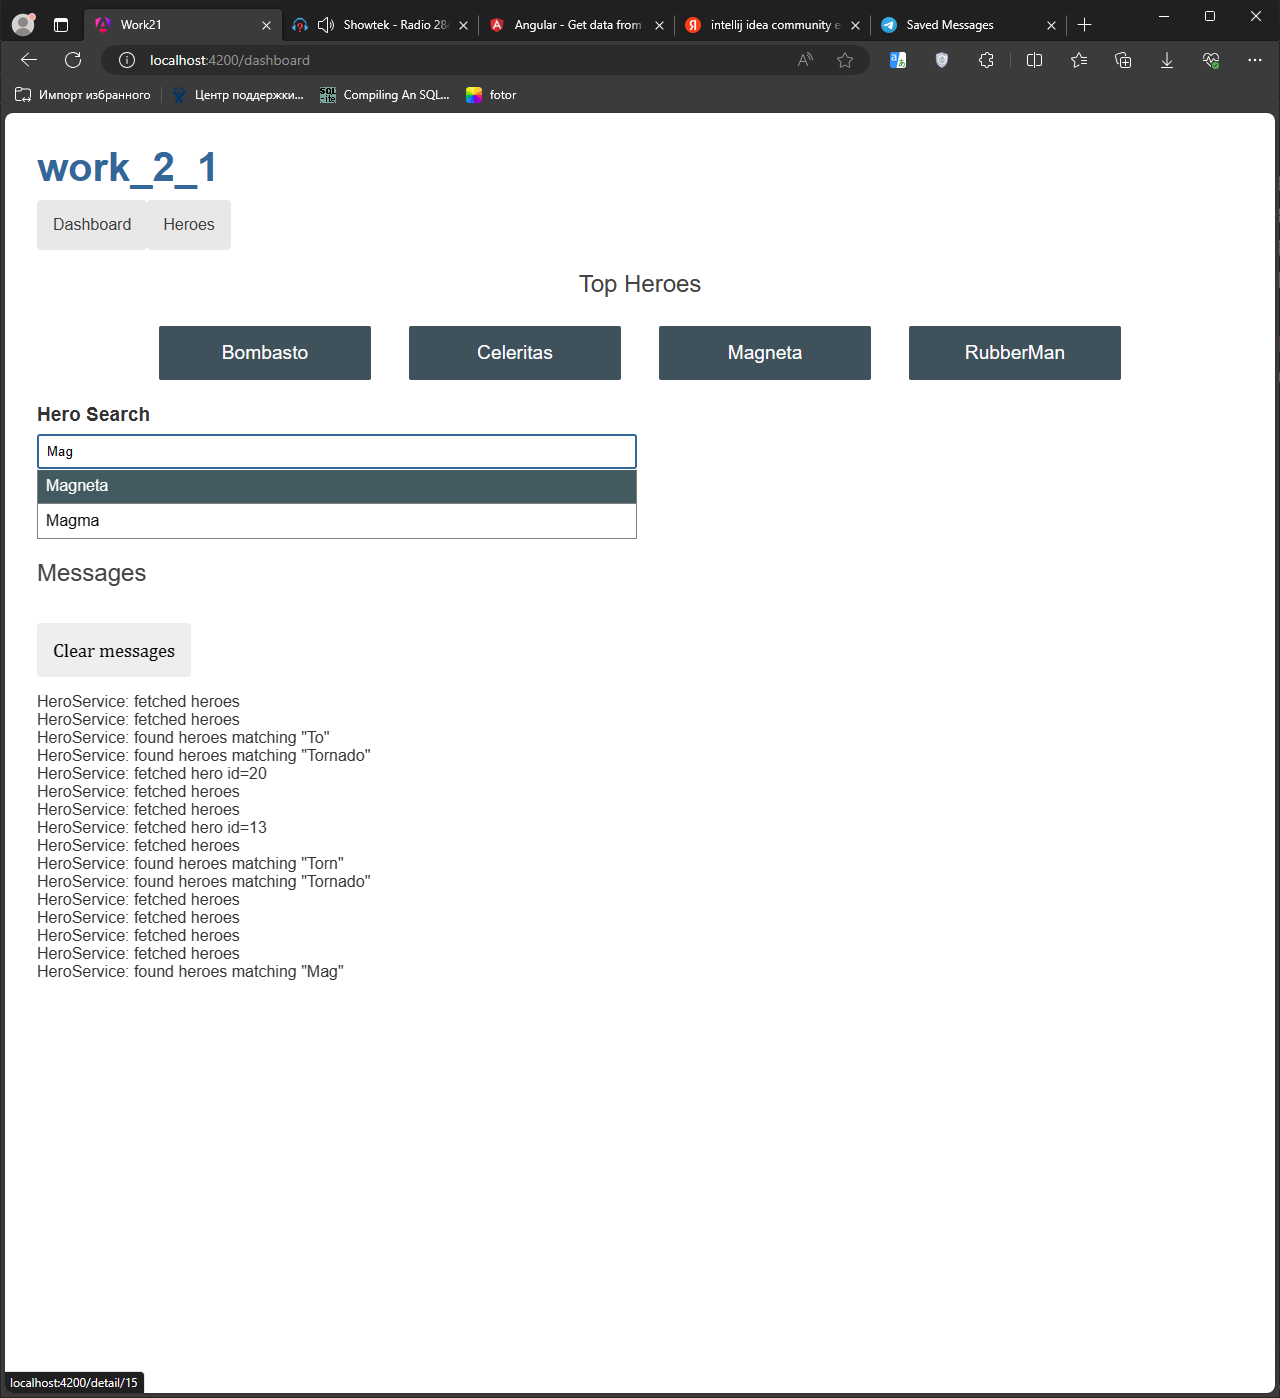 Work21
Showtek - Radio 284
Angular - Get data from
intellij idea community e
Saved Messages
localhost:4200/dashboard
Импорт избранного
Центр поддержки...
Compiling An SQL...
fotor
work_2_1
Dashboard
Heroes
Top Heroes
Bombasto
Celeritas
Magneta
RubberMan
Hero Search
Mag
Magneta
Magma
Messages
Clear messages
HeroService: fetched heroes
HeroService: fetched heroes
HeroService: found heroes matching "To"
HeroService: found heroes matching "Tornado"
HeroService: fetched hero id=20
HeroService: fetched heroes
HeroService: fetched heroes
HeroService: fetched hero id=13
HeroService: fetched heroes
HeroService: found heroes matching "Torn"
HeroService: found heroes matching "Tornado"
HeroService: fetched heroes
HeroService: fetched heroes
HeroService: fetched heroes
HeroService: fetched heroes
HeroService: found heroes matching "Mag"
localhost:4200/detail/15